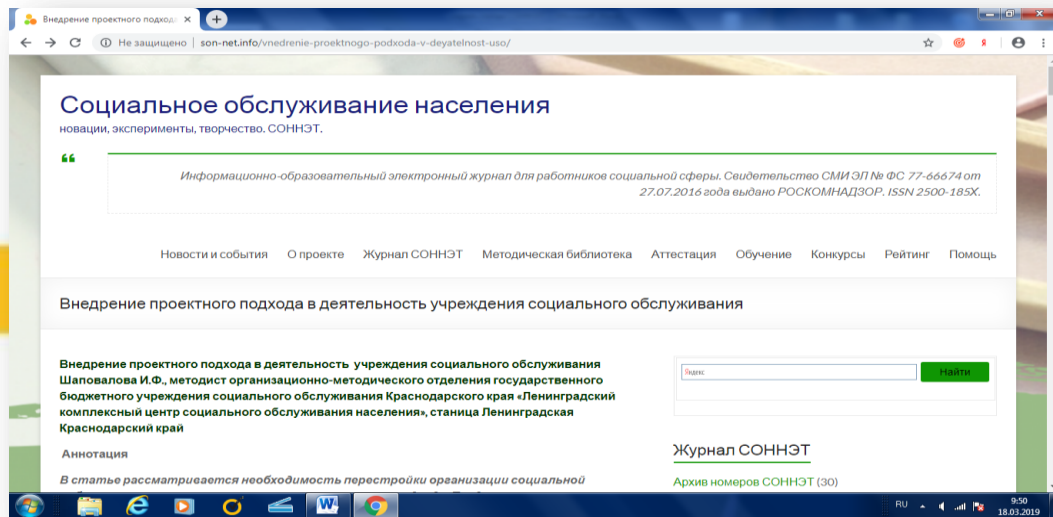 Внедрение проектного подход
Не защищено | son-net.info/vnedrenie-proektnogo-podxoda-v-deyatelnost-uso/
Социальное обслуживание населения
новации, эксперименты, творчество. СОННЭТ.
Информационно-образовательный электронный журнал для работников социальной сферы. Свидетельство СМИ ЭЛ № ФС 77-66674 от
27.07.2016 года выдано РОСКОМНАДЗОР. ISSN 2500-185X.
Новости и события О проекте Журнал СОННЭТ Методическая библиотека Аттестация Обучение Конкурсы Рейтинг Помощь
Внедрение проектного подхода в деятельность учреждения социального обслуживания
Внедрение проектного подхода в деятельность учреждения социального обслуживания
Шаповалова И.Ф., методист организационно-методического отделения государственного
бюджетного учреждения социального обслуживания Краснодарского края «Ленинградский
комплексный центр социального обслуживания населения», станица Ленинградская
Краснодарский край
Аннотация
В статье рассматривается необходимость перестройки организации социальной
Яндекс
Найти
Журнал СОННЭТ
Архив номеров СОННЭТ (30)
RU
9:50
18.03.2019